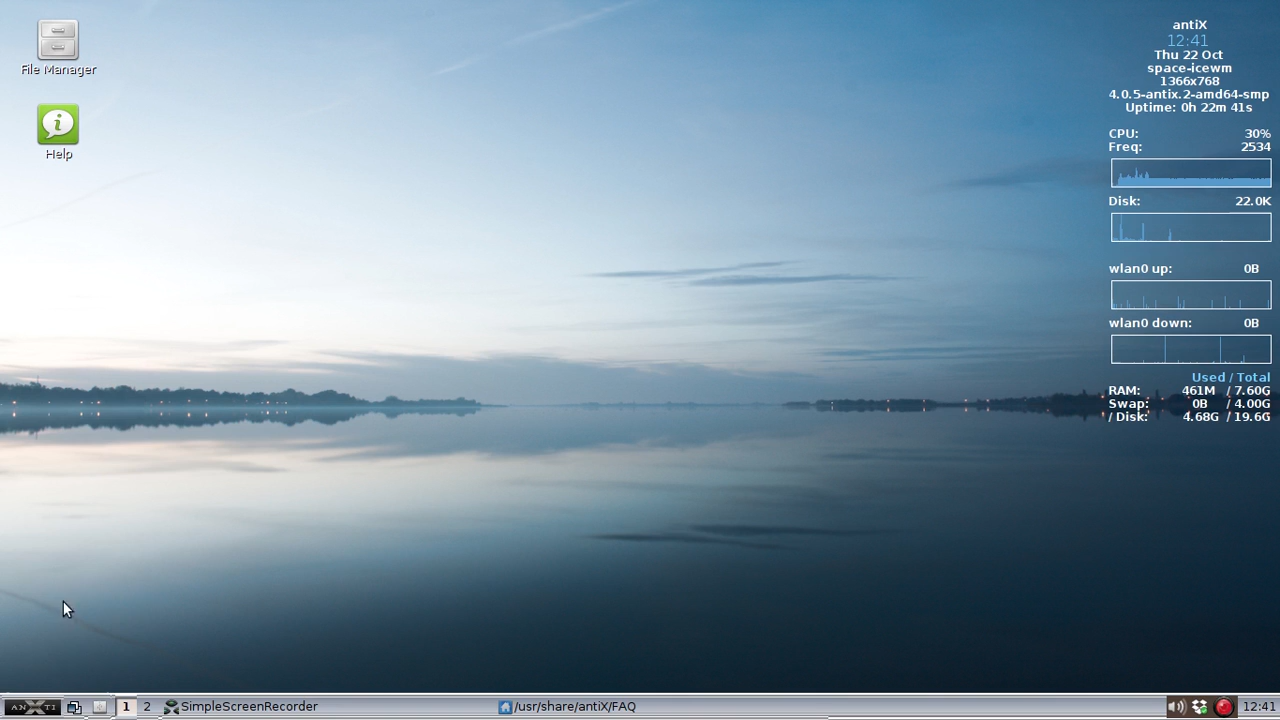 File Manager
Help
antiX
12:41
Thu 22 Oct
space-icewm
1366x768
4.0.5-antix.2-amd64-smp
Uptime: 0h 22m 41s
CPU: 30%
Freq: 2534
Disk: 22.0K
wlan0 up: 0B
wlan0 down: 0B
Used / Total
RAM: 461M / 7.60G
Swap: 0B / 4.00G
/ Disk: 4.68G / 19.6G
ANXTI 1 2 SimpleScreenRecorder /usr/share/antiX/FAQ 12:41